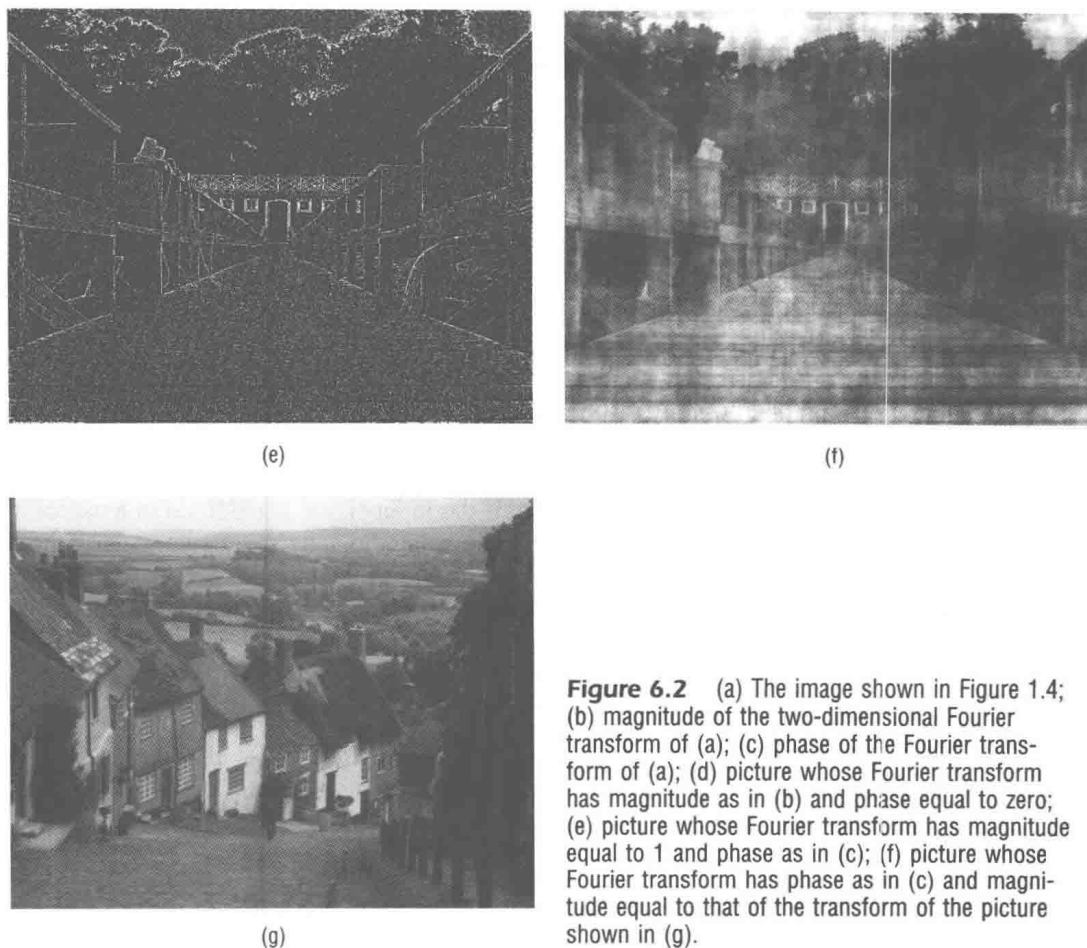 (e)
(f)
(g)
Figure 6.2 (a) The image shown in Figure 1.4;
(b) magnitude of the two-dimensional Fourier
transform of (a); (c) phase of the Fourier trans-
form of (a); (d) picture whose Fourier transform
has magnitude as in (b) and phase equal to zero;
(e) picture whose Fourier transform has magnitude
equal to 1 and phase as in (c); (f) picture whose
Fourier transform has phase as in (c) and magni-
tude equal to that of the transform of the picture
shown in (g).